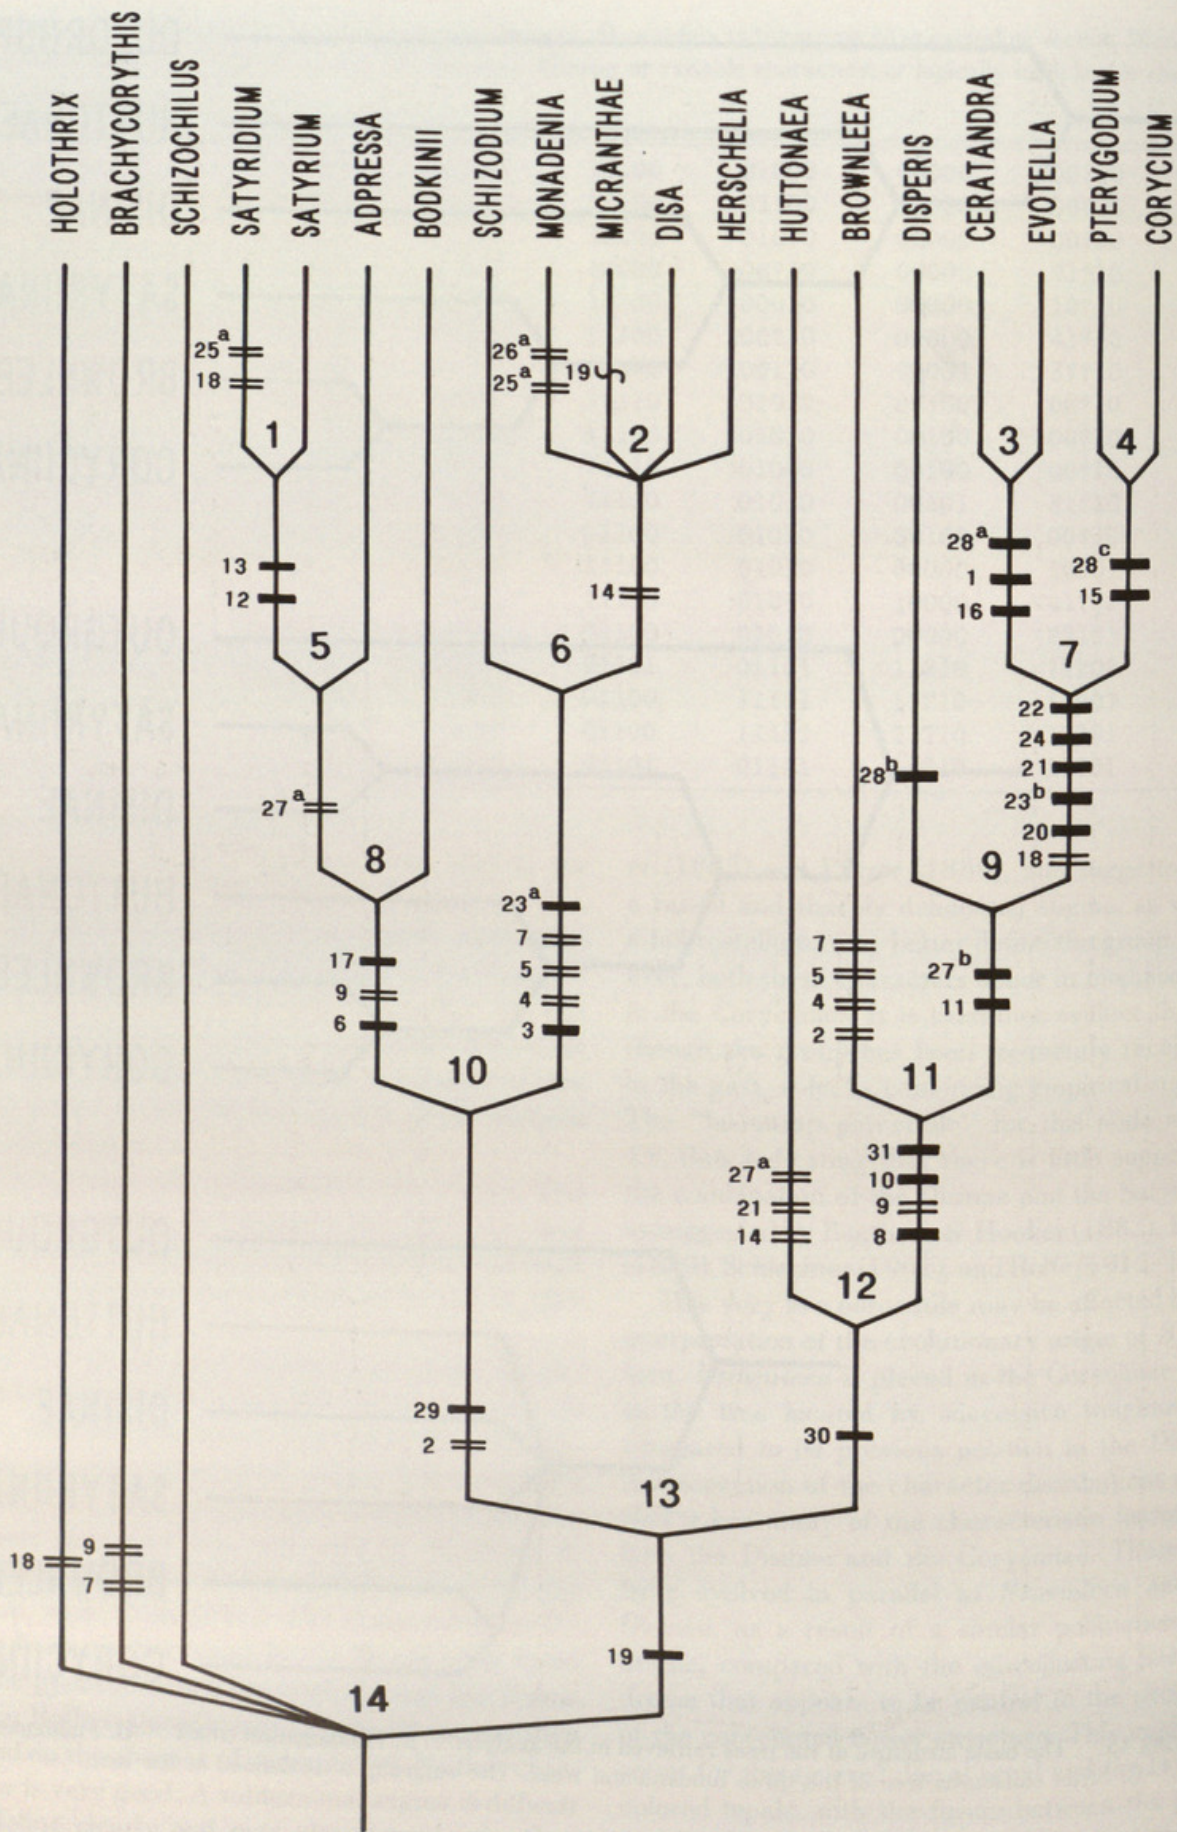 HOLOTHRIX
BRACHYCORYTHIS
SCHIZOCHILUS
SATYRIDIUM
SATYRIUM
ADPRESSA
BODKINII
SCHIZODIUM
MONADENIA
MICRANTHAE
DISA
HERSCHELIA
HUTTONAEA
BROWNLEEA
DISPERIS
CERATANDRA
EVOTELLA
PTERYGODIUM
CORYCIUM
25a
18
26a
25a
19
1
2
3
4
28a
1
16
28c
15
13
12
14
5
6
7
22
24
21
23b
20
18
28b
27a
8
9
23a
7
5
4
3
17
9
6
7
5
4
2
27b
11
10
11
31
10
9
8
27a
21
14
12
29
2
30
13
18
9
7
19
14